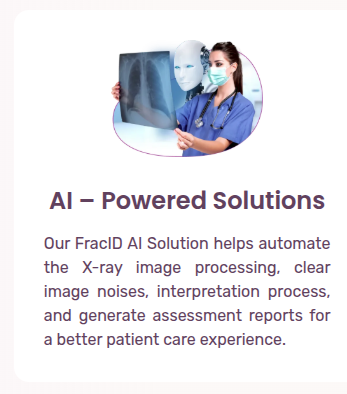 AI – Powered Solutions
Our FracID AI Solution helps automate
the X-ray image processing, clear
image noises, interpretation process,
and generate assessment reports for
a better patient care experience.